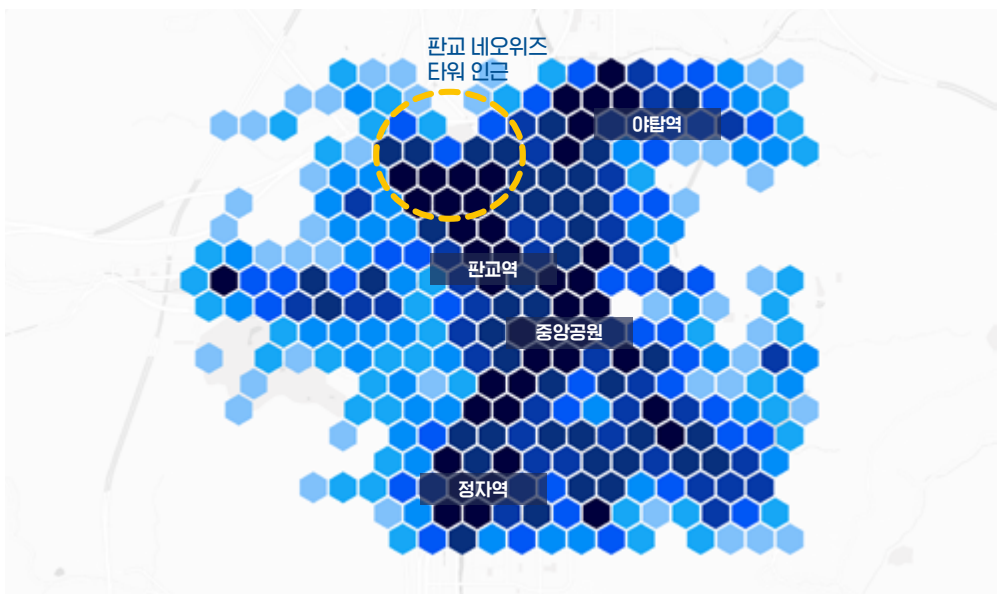 판교 네오위즈
타워 인근
야탑역
판교역
중앙공원
정자역